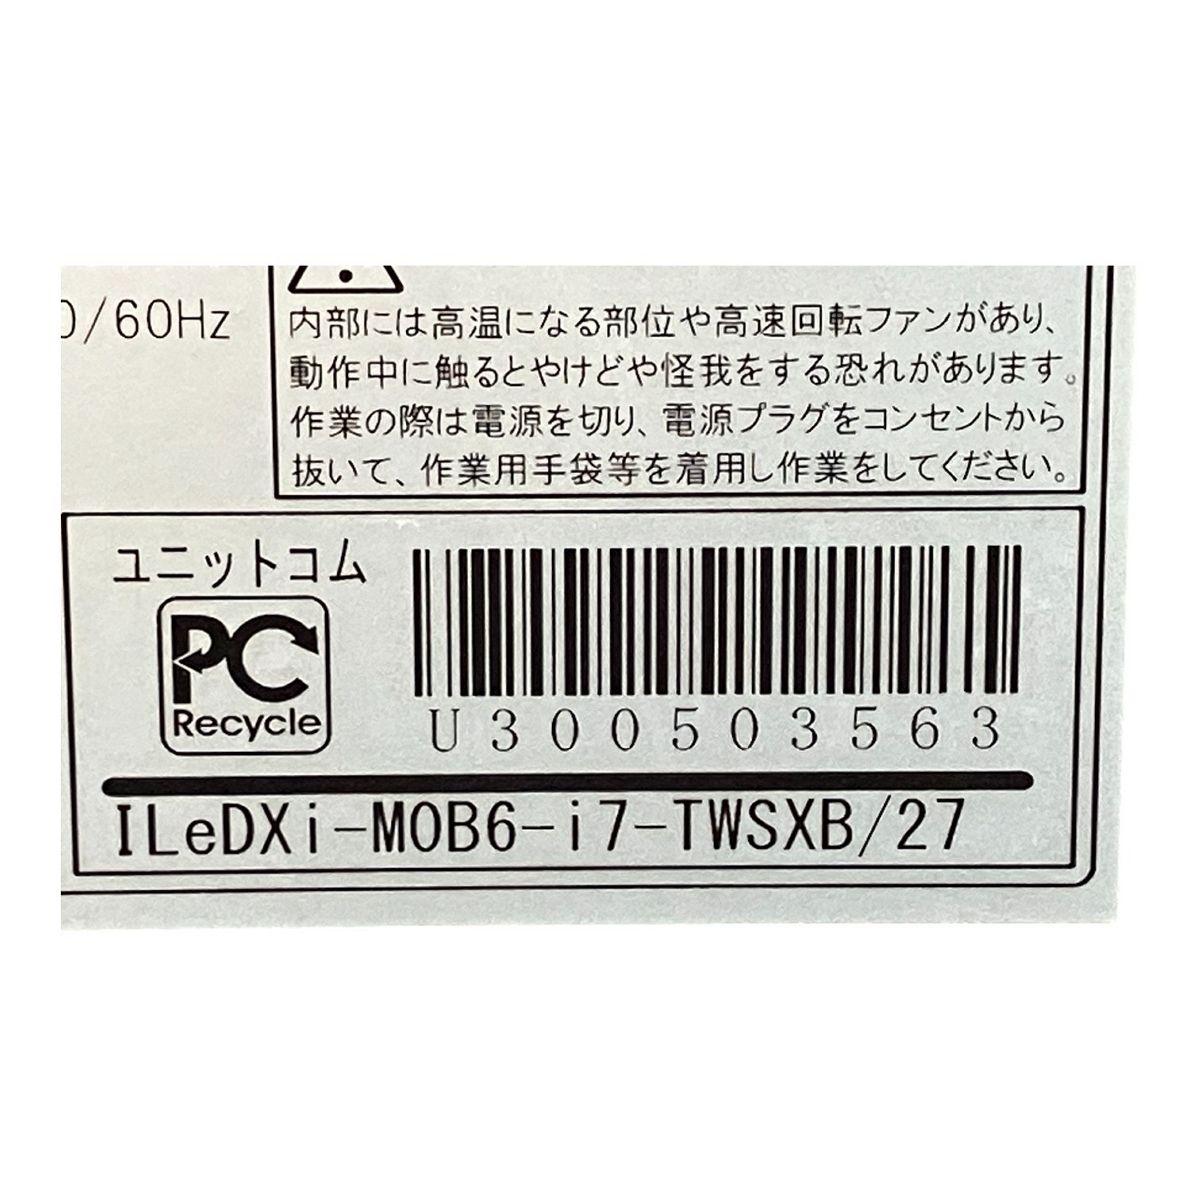 0/60Hz
内部には高温になる部位や高速回転ファンがあり、
動作中に触るとやけどや怪我をする恐れがあります。
作業の際は電源を切り、電源プラグをコンセントから
抜いて、作業用手袋等を着用し作業をしてください。
ユニットコム
PC
Recycle
U300503563
ILeDXi-M0B6-i7-TWSXB/27